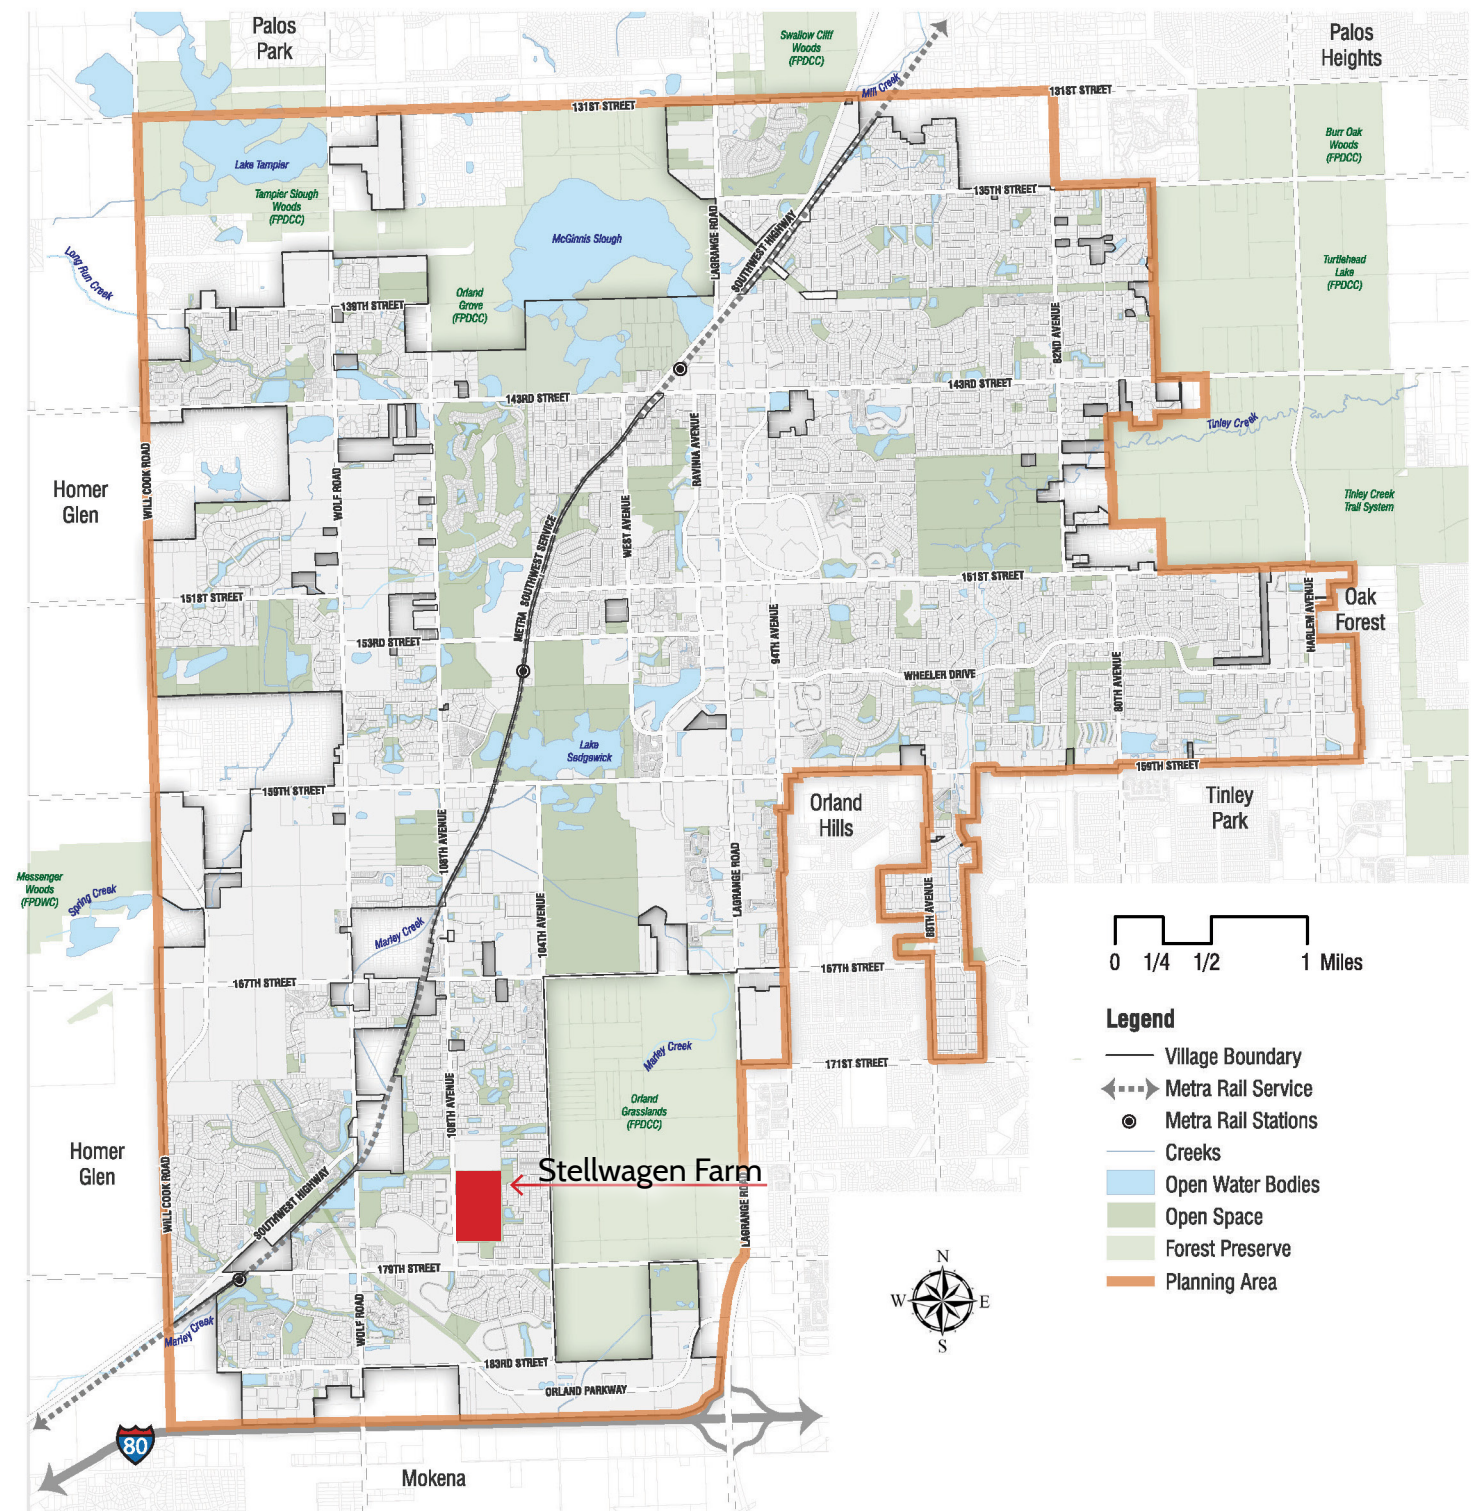 Palos
Park
Swallow Cliff
Woods
(FPDCC)
Palos
Heights
Mill Creek
131ST STREET
131ST STREET
Burr Oak
Woods
(FPDCC)
Lake Tampier
Tampier Slough
Woods
(FPDCC)
135TH STREET
McGinnis Slough
LAGRANGE ROAD
SOUTHWEST HIGHWAY
Long Run Creek
Turtlehead
Lake
(FPDCC)
139TH STREET
Orland
Grove
(FPDCC)
82ND AVENUE
143RD STREET
143RD STREET
Tinley Creek
RAVINIA AVENUE
WILL COOK ROAD
Homer
Glen
WOLF ROAD
Tinley Creek
Trail System
WEST AVENUE
METRA SOUTHWEST SERVICE
151ST STREET
151ST STREET
153RD STREET
94TH AVENUE
HARLEM AVENUE
Oak
Forest
WHEELER DRIVE
80TH AVENUE
Lake
Sedgewick
159TH STREET
159TH STREET
Orland
Hills
Tinley
Park
108TH AVENUE
LAGRANGE ROAD
Messenger
Woods
(FPDWC)
Spring Creek
104TH AVENUE
88TH AVENUE
Marley Creek
167TH STREET
167TH STREET
0 1/4 1/2 1 Miles
Legend
Village Boundary
Metra Rail Service
Metra Rail Stations
Creeks
Open Water Bodies
Open Space
Forest Preserve
Planning Area
Marley Creek
171ST STREET
108TH AVENUE
Orland
Grasslands
(FPDCC)
Homer
Glen
Stellwagen Farm
WILL COOK ROAD
SOUTHWEST HIGHWAY
LAGRANGE ROAD
179TH STREET
N
W E
S
Marley Creek
WOLF ROAD
183RD STREET
ORLAND PARKWAY
80
Mokena